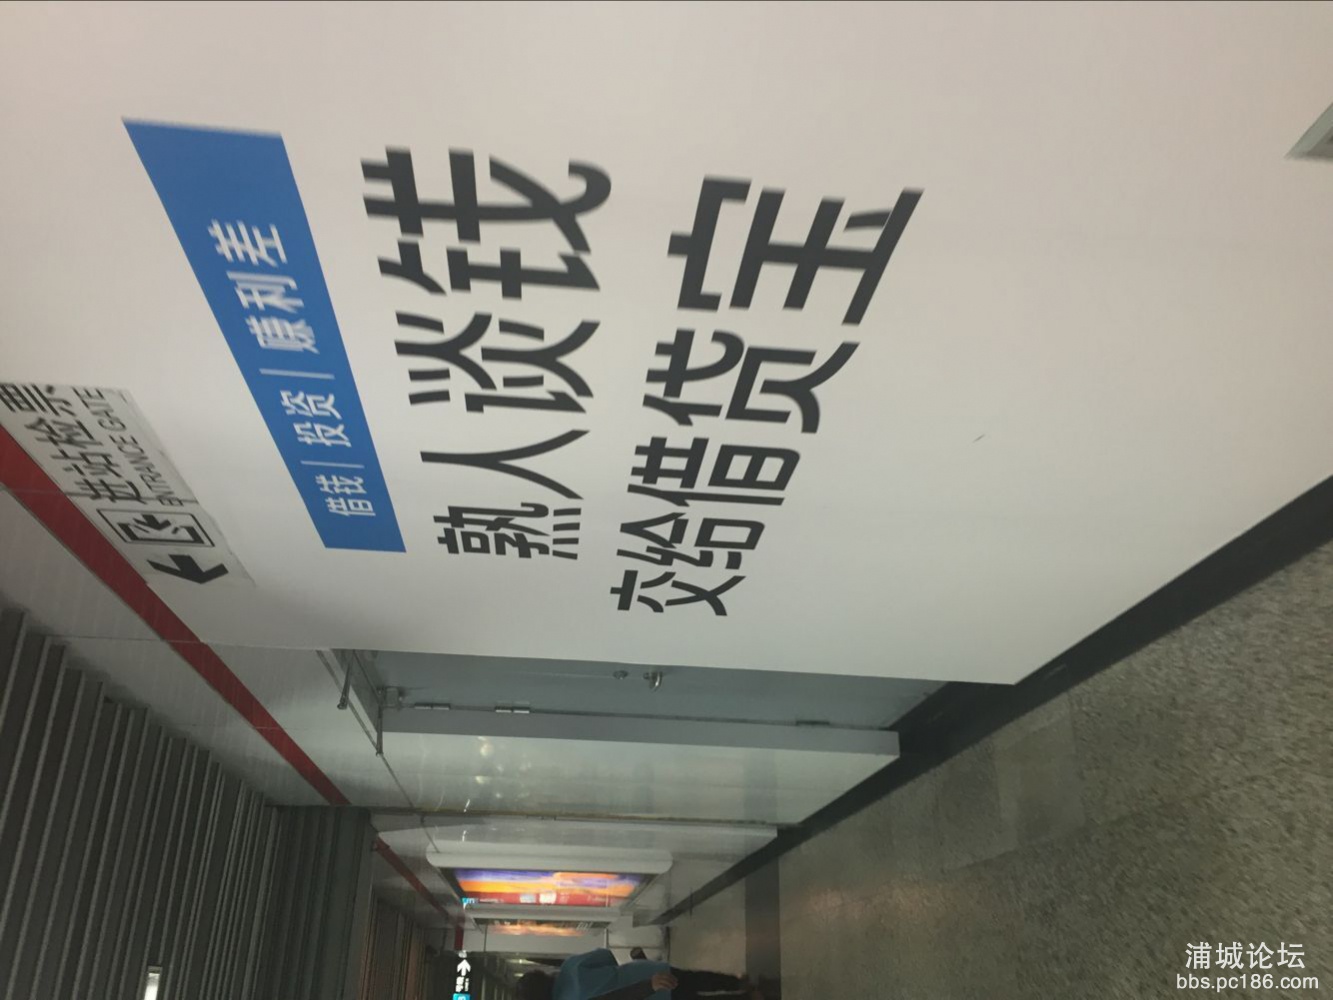 熟人谈钱
交给借贷宝
借钱|投资|赚利差
进站检票
ENTRANCE GATE
浦城论坛
bbs.pc186.com